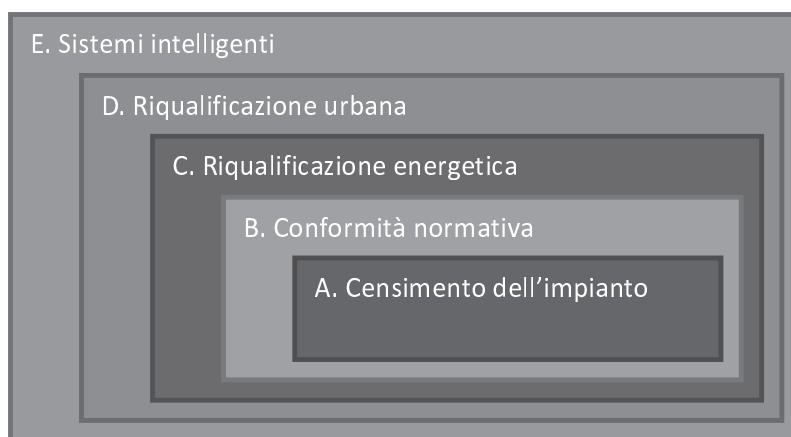 E. Sistemi intelligenti
D. Riqualificazione urbana
C. Riqualificazione energetica
B. Conformità normativa
A. Censimento dell’impianto